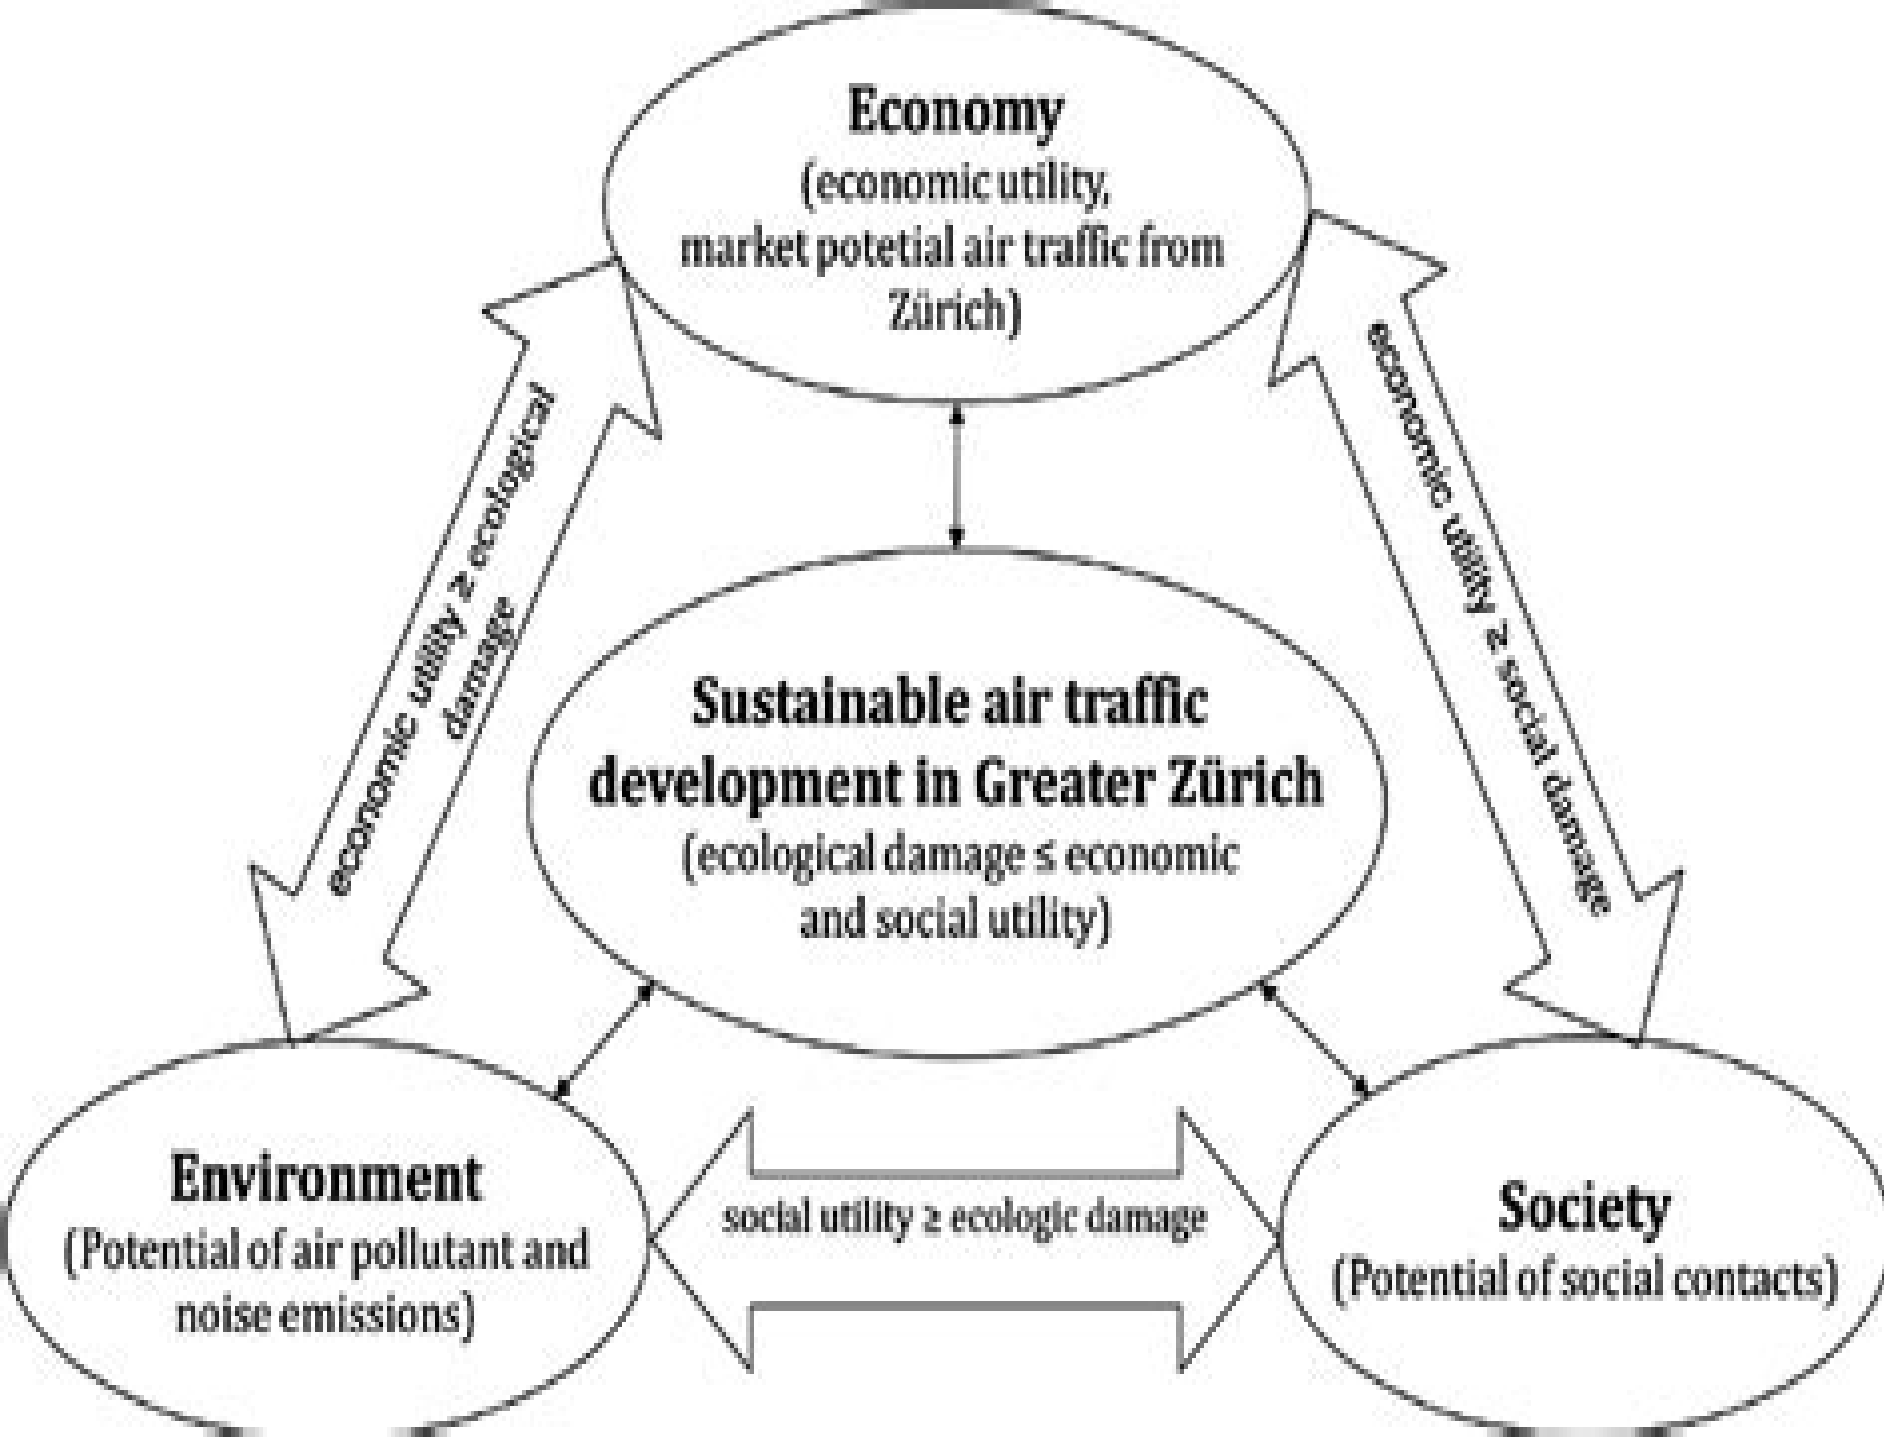 Economy
(economic utility,
market potetial air traffic from
Zürich)
economic utility ≥ ecological
damage
economic utility ≥ social damage
Sustainable air traffic
development in Greater Zürich
(ecological damage ≤ economic
and social utility)
Environment
(Potential of air pollutant and
noise emissions)
social utility ≥ ecologic damage
Society
(Potential of social contacts)